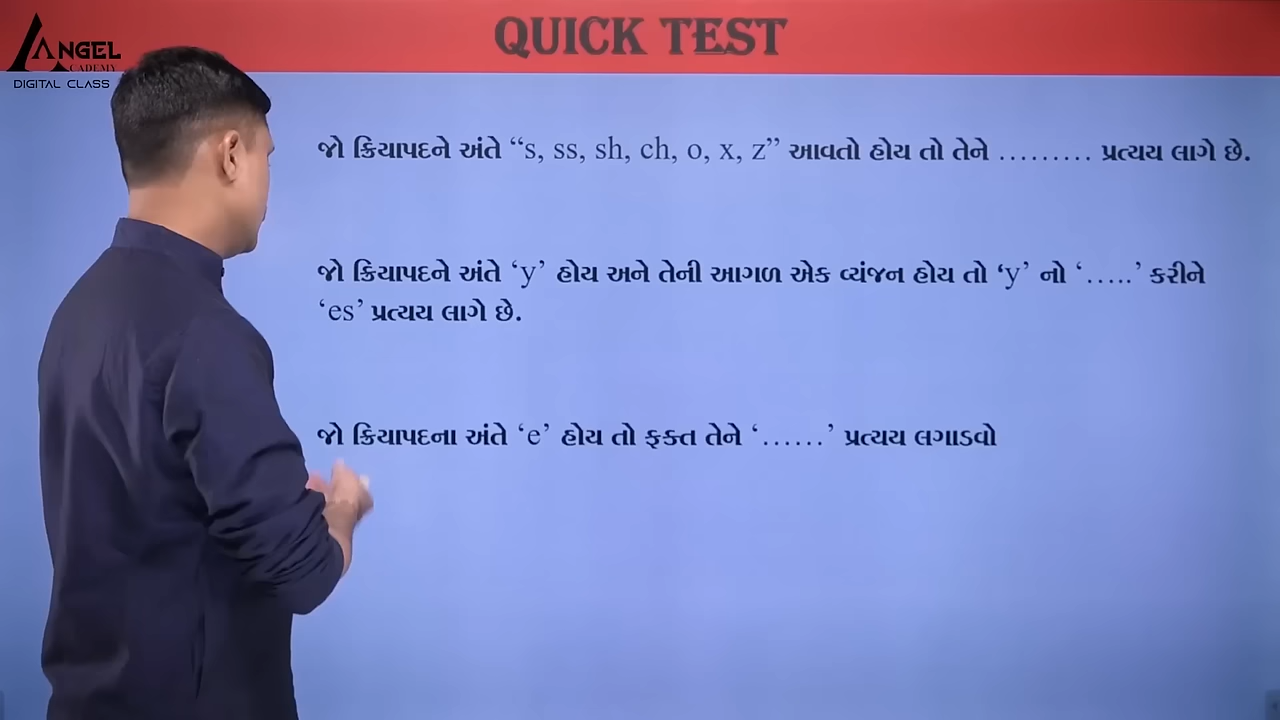 QUICK TEST
ANGEL
ACADEMY
DIGITAL CLASS
જો ક્રિયાપદને અંતે “s, ss, sh, ch, o, x, z” આવતો હોય તો તેને ......... પ્રત્યય લાગે છે.
જો ક્રિયાપદને અંતે ‘y’ હોય અને તેની આગળ એક વ્યંજન હોય તો ‘y’ નો ‘.....’ કરીને
‘es’ પ્રત્યય લાગે છે.
જો ક્રિયાપદના અંતે ‘e’ હોય તો ફક્ત તેને ‘......’ પ્રત્યય લગાડવો